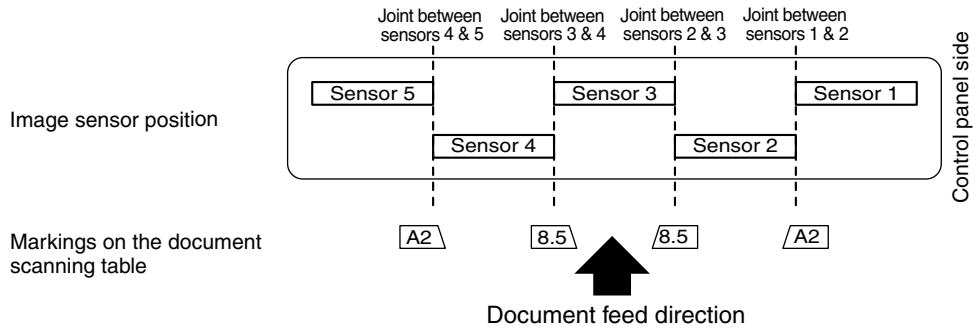 Joint between
sensors 4 & 5
Joint between
sensors 3 & 4
Joint between
sensors 2 & 3
Joint between
sensors 1 & 2
Control panel side
Image sensor position
Sensor 5
Sensor 3
Sensor 1
Sensor 4
Sensor 2
Markings on the document
scanning table
A2
8.5
8.5
A2
Document feed direction